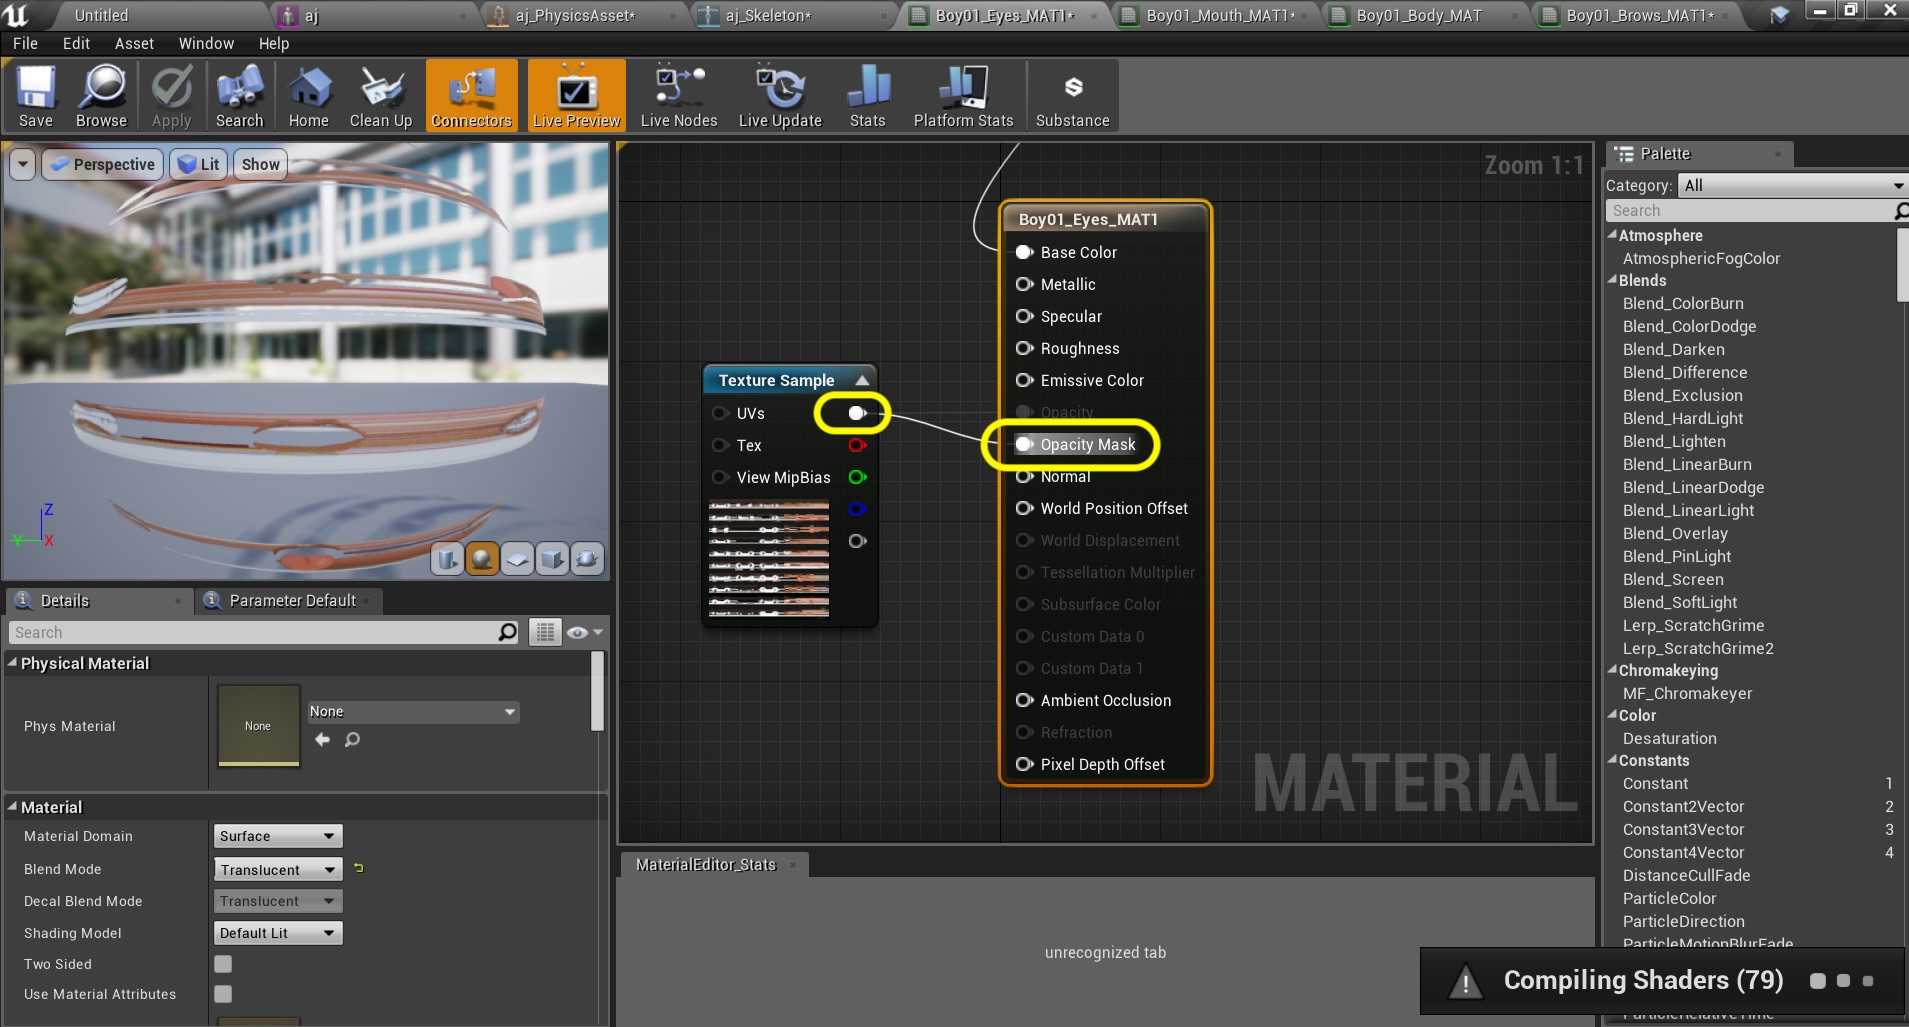 Untitled
aj
aj_PhysicsAsset*
aj_Skeleton*
Boy01_Eyes_MAT1*
Boy01_Mouth_MAT1*
Boy01_Body_MAT
Boy01_Brows_MAT1*
File Edit Asset Window Help
Save
Browse
Apply
Search
Home
Clean Up
Connectors
Live Preview
Live Nodes
Live Update
Stats
Platform Stats
Substance
Perspective
Lit
Show
Z
Y
X
Zoom 1:1
Boy01_Eyes_MAT1
Base Color
Metallic
Specular
Roughness
Emissive Color
Opacity
Opacity Mask
Normal
World Position Offset
World Displacement
Tessellation Multiplier
Subsurface Color
Custom Data 0
Custom Data 1
Ambient Occlusion
Refraction
Pixel Depth Offset
Texture Sample
UVs
Tex
View MipBias
MATERIAL
Details
Parameter Default
Search
Physical Material
Phys Material
None
None
Material
Material Domain
Surface
Blend Mode
Translucent
Decal Blend Mode
Translucent
Shading Model
Default Lit
Two Sided
Use Material Attributes
MaterialEditor_Stats
unrecognized tab
Palette
Category: All
Search
Atmosphere
AtmosphericFogColor
Blends
Blend_ColorBurn
Blend_ColorDodge
Blend_Darken
Blend_Difference
Blend_Exclusion
Blend_HardLight
Blend_Lighten
Blend_LinearBurn
Blend_LinearDodge
Blend_LinearLight
Blend_Overlay
Blend_PinLight
Blend_Screen
Blend_SoftLight
Lerp_ScratchGrime
Lerp_ScratchGrime2
Chromakeying
MF_Chromakeyer
Color
Desaturation
Constants
Constant 1
Constant2Vector 2
Constant3Vector 3
Constant4Vector 4
DistanceCullFade
ParticleColor
ParticleDirection
ParticleMotionBlurFade
Compiling Shaders (79)
ParticleRelativeTime